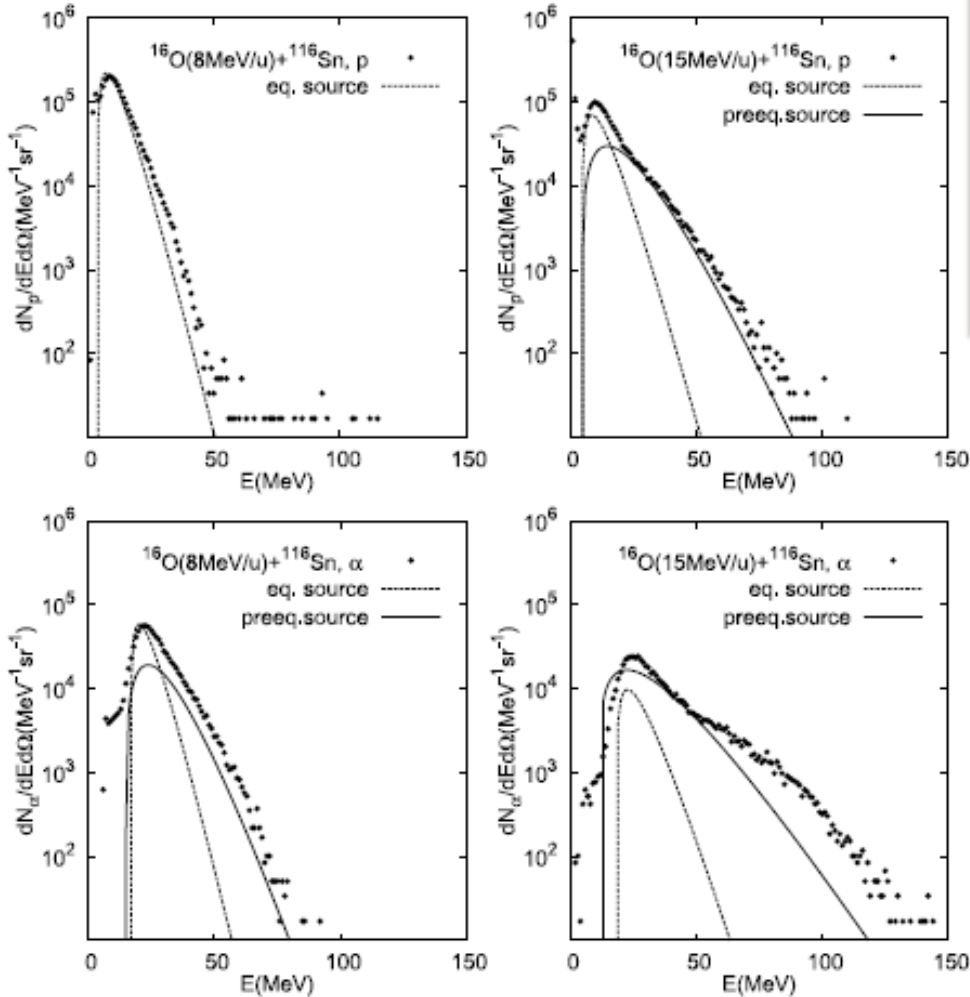 10^6
10^5
10^4
10^3
10^2
dN_p/dEdΩ(MeV^-1sr^-1)
^16O(8MeV/u)+^116Sn, p
eq. source
0 50 100 150
E(MeV)
10^6
10^5
10^4
10^3
10^2
dN_p/dEdΩ(MeV^-1sr^-1)
^16O(15MeV/u)+^116Sn, p
eq. source
preeq.source
0 50 100 150
E(MeV)
10^6
10^5
10^4
10^3
10^2
dN_α/dEdΩ(MeV^-1sr^-1)
^16O(8MeV/u)+^116Sn, α
eq. source
preeq.source
0 50 100 150
E(MeV)
10^6
10^5
10^4
10^3
10^2
dN_α/dEdΩ(MeV^-1sr^-1)
^16O(15MeV/u)+^116Sn, α
eq. source
preeq.source
0 50 100 150
E(MeV)